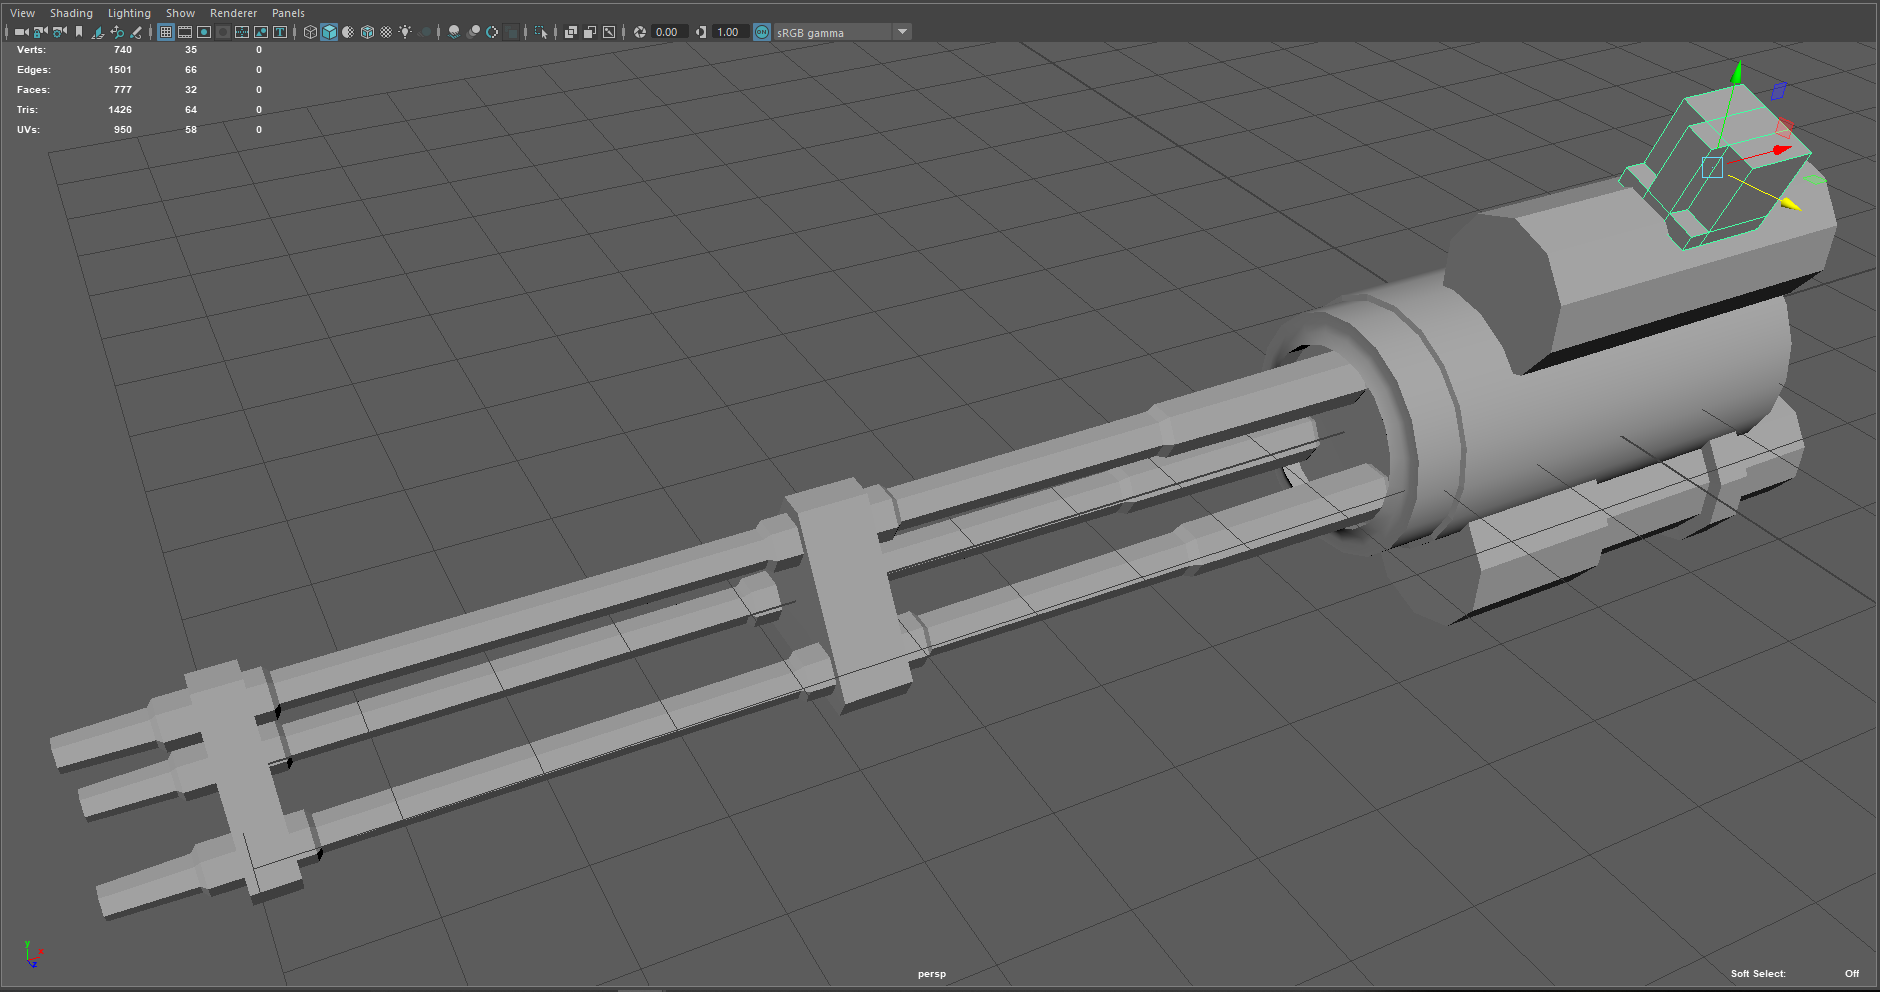 View Shading Lighting Show Renderer Panels
0.00 1.00 ON sRGB gamma
Verts: 740 35 0
Edges: 1501 66 0
Faces: 777 32 0
Tris: 1426 64 0
UVs: 950 58 0
y
x
z
persp
Soft Select: Off